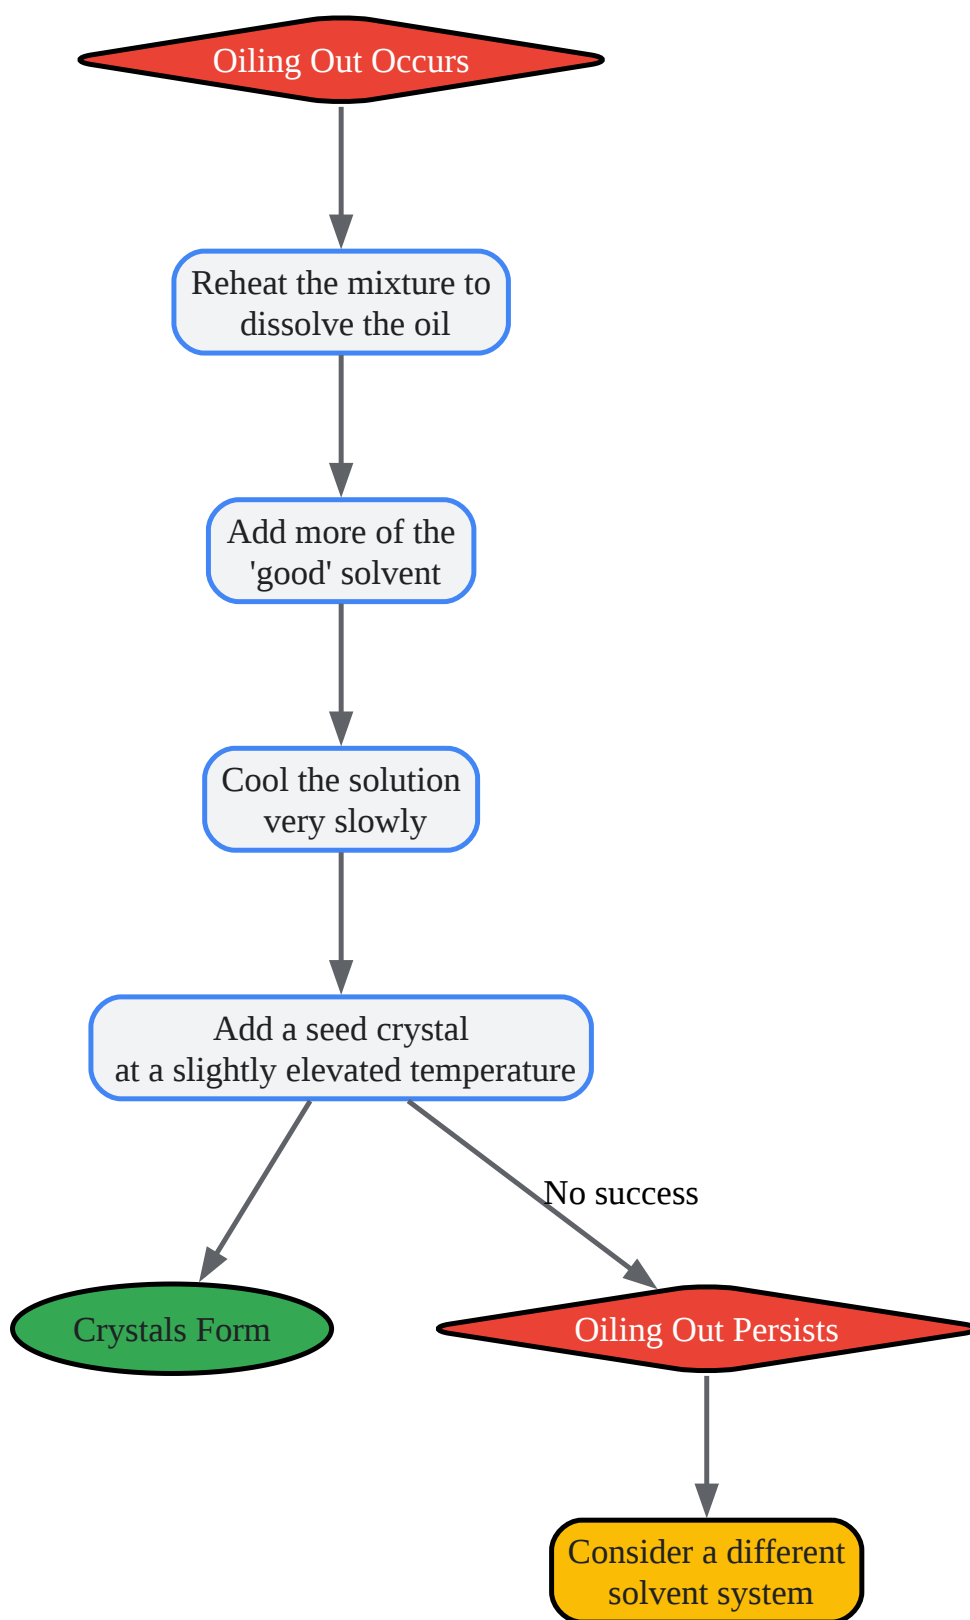 Oiling Out Occurs
Reheat the mixture to
dissolve the oil
Add more of the
'good' solvent
Cool the solution
very slowly
Add a seed crystal
at a slightly elevated temperature
No success
Crystals Form
Oiling Out Persists
Consider a different
solvent system